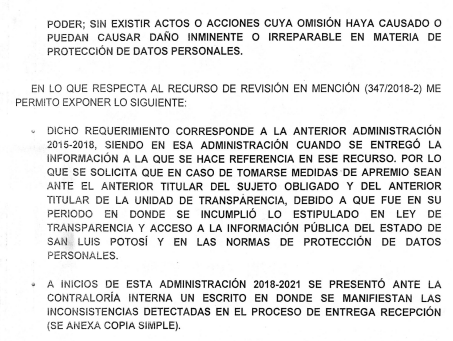 PODER; SIN EXISTIR ACTOS O ACCIONES CUYA OMISIÓN HAYA CAUSADO O
PUEDAN CAUSAR DAÑO INMINENTE O IRREPARABLE EN MATERIA DE
PROTECCIÓN DE DATOS PERSONALES.
EN LO QUE RESPECTA AL RECURSO DE REVISIÓN EN MENCIÓN (347/2018-2) ME
PERMITO EXPONER LO SIGUIENTE:
• DICHO REQUERIMIENTO CORRESPONDE A LA ANTERIOR ADMINISTRACIÓN
2015-2018, SIENDO EN ESA ADMINISTRACIÓN CUANDO SE ENTREGÓ LA
INFORMACIÓN A LA QUE SE HACE REFERENCIA EN ESE RECURSO. POR LO
QUE SE SOLICITA QUE EN CASO DE TOMARSE MEDIDAS DE APREMIO SEAN
ANTE EL ANTERIOR TITULAR DEL SUJETO OBLIGADO Y DEL ANTERIOR
TITULAR DE LA UNIDAD DE TRANSPARENCIA, DEBIDO A QUE FUE EN SU
PERIODO EN DONDE SE INCUMPLIÓ LO ESTIPULADO EN LEY DE
TRANSPARENCIA Y ACCESO A LA INFORMACIÓN PÚBLICA DEL ESTADO DE
SAN LUIS POTOSÍ Y EN LAS NORMAS DE PROTECCIÓN DE DATOS
PERSONALES.
• A INICIOS DE ESTA ADMINISTRACIÓN 2018-2021 SE PRESENTÓ ANTE LA
CONTRALORÍA INTERNA UN ESCRITO EN DONDE SE MANIFIESTAN LAS
INCONSISTENCIAS DETECTADAS EN EL PROCESO DE ENTREGA RECEPCIÓN
(SE ANEXA COPIA SIMPLE).